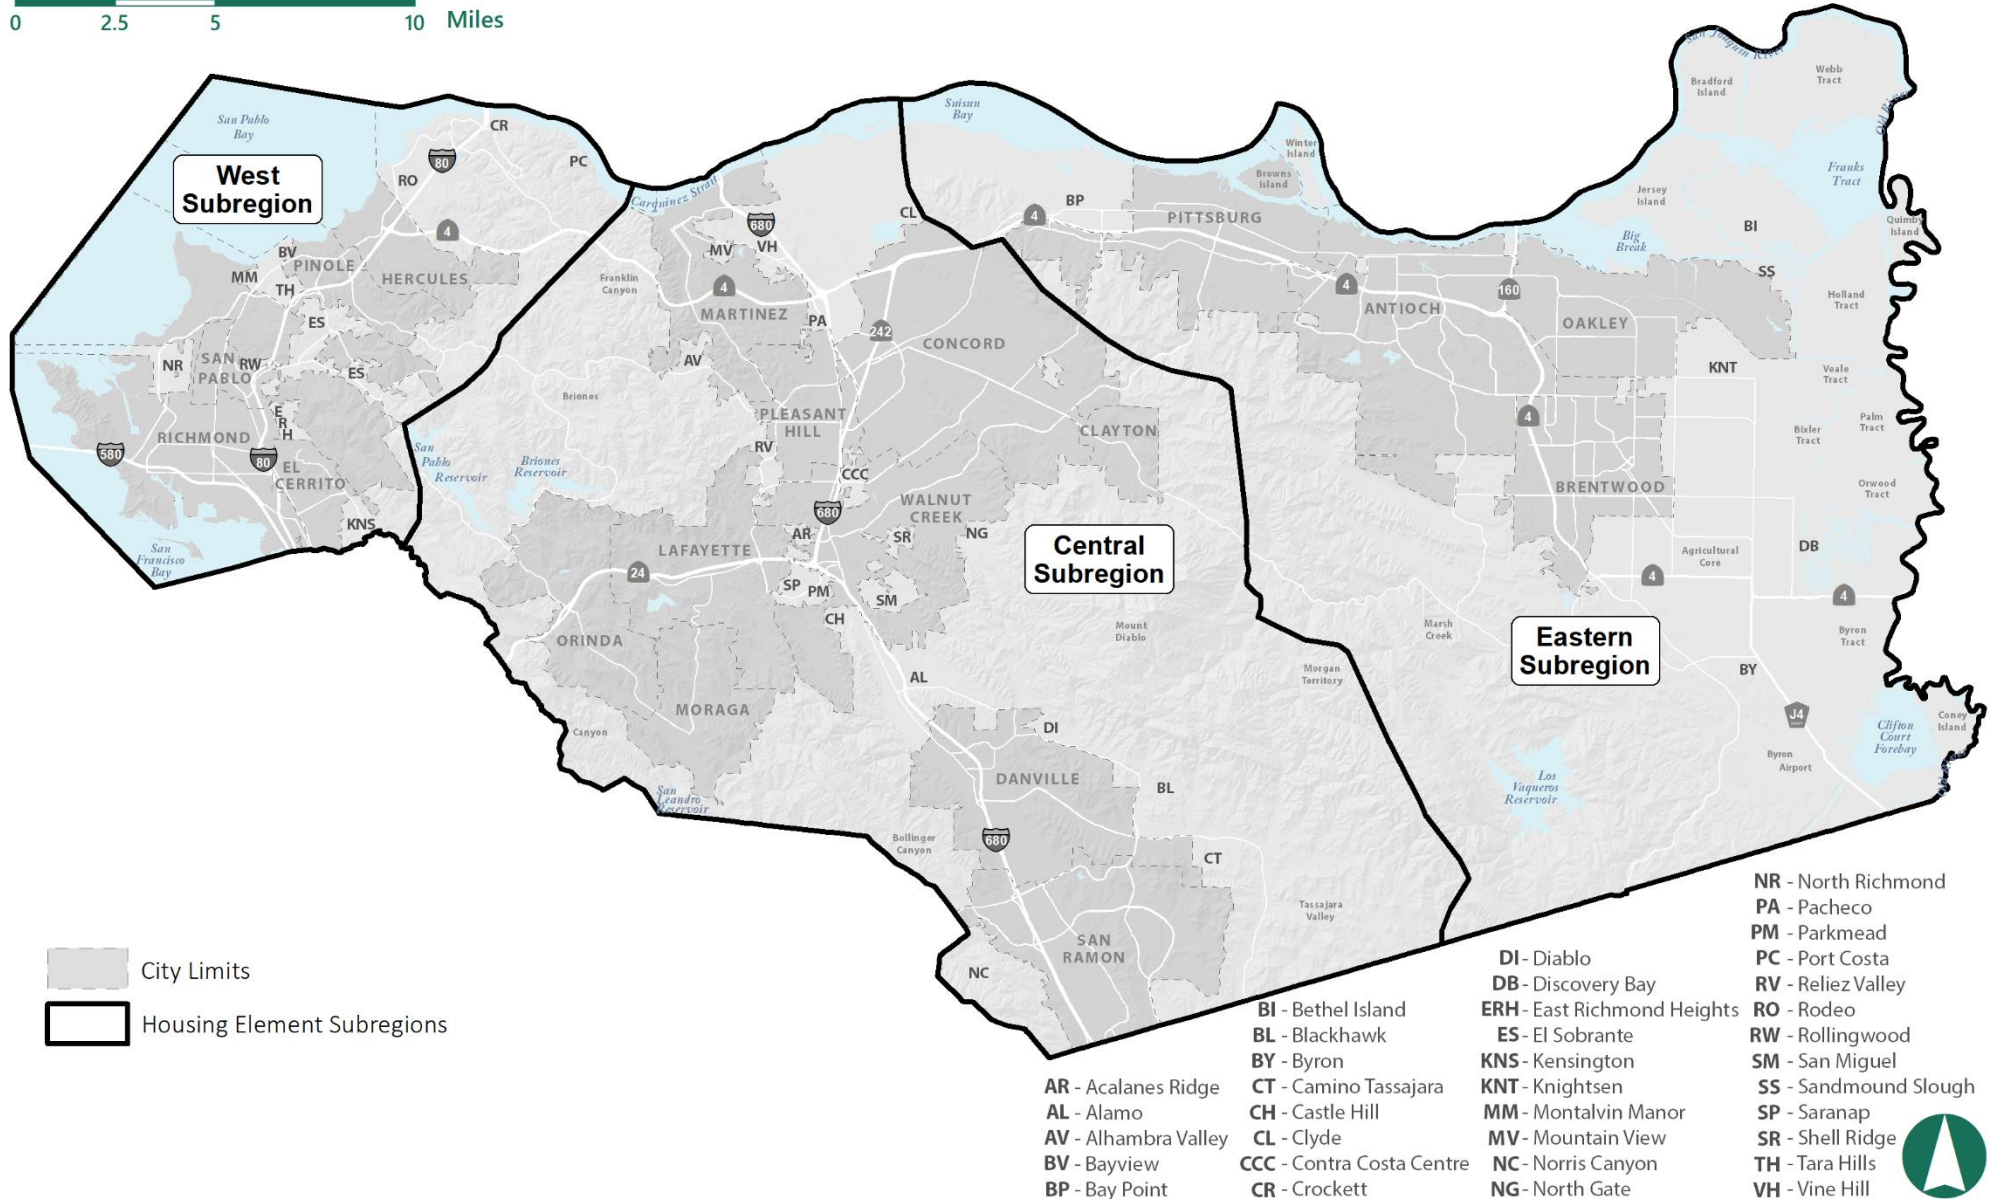 0 2.5 5 10 Miles
San Pablo
Bay
West
Subregion
CR
80
PC
RO
4
BV
PINOLE
MM
TH
HERCULES
ES
NR
SAN
PABLO
RW
ES
E
R
H
RICHMOND
580
80
EL
CERRITO
KNS
San
Francisco
Bay
Carquinez Strait
Suisun
Bay
CL
680
MV
VH
Franklin
Canyon
4
MARTINEZ
PA
242
CONCORD
AV
Briones
PLEASANT
HILL
CLAYTON
RV
San
Pablo
Reservoir
Briones
Reservoir
CCC
680
WALNUT
CREEK
AR
SR
NG
LAFAYETTE
24
SP
PM
SM
CH
Central
Subregion
Mount
Diablo
ORINDA
AL
MORAGA
Canyon
DI
DANVILLE
BL
San
Leandro
Reservoir
Bollinger
Canyon
680
CT
Tassajara
Valley
SAN
RAMON
NC
Morgan
Territory
Winter
Island
Browns
Island
BP
4
PITTSBURG
San Joaquin River
Bradford
Island
Webb
Tract
Old River
Franks
Tract
Jersey
Island
BI
Quimby
Island
Big
Break
SS
4
ANTIOCH
160
OAKLEY
Holland
Tract
KNT
Veale
Tract
4
Palm
Tract
Bixler
Tract
BRENTWOOD
Orwood
Tract
Agricultural
Core
DB
4
4
Marsh
Creek
Eastern
Subregion
Byron
Tract
BY
J4
Clifton
Court
Forebay
Coney
Island
Byron
Airport
Los
Vaqueros
Reservoir
City Limits
Housing Element Subregions
AR - Acalanes Ridge
AL - Alamo
AV - Alhambra Valley
BV - Bayview
BP - Bay Point
BI - Bethel Island
BL - Blackhawk
BY - Byron
CT - Camino Tassajara
CH - Castle Hill
CL - Clyde
CCC - Contra Costa Centre
CR - Crockett
DI - Diablo
DB - Discovery Bay
ERH - East Richmond Heights
ES - El Sobrante
KNS - Kensington
KNT - Knightsen
MM - Montalvin Manor
MV - Mountain View
NC - Norris Canyon
NG - North Gate
NR - North Richmond
PA - Pacheco
PM - Parkmead
PC - Port Costa
RV - Reliez Valley
RO - Rodeo
RW - Rollingwood
SM - San Miguel
SS - Sandmound Slough
SP - Saranap
SR - Shell Ridge
TH - Tara Hills
VH - Vine Hill